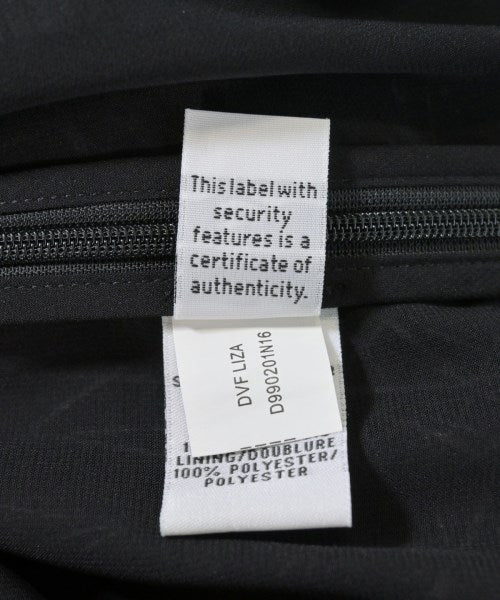 This label with
security
features is a
certificate of
authenticity.
DVF LIZA
D990201N16
LINING/DOUBLURE
100% POLYESTER/
POLYESTER